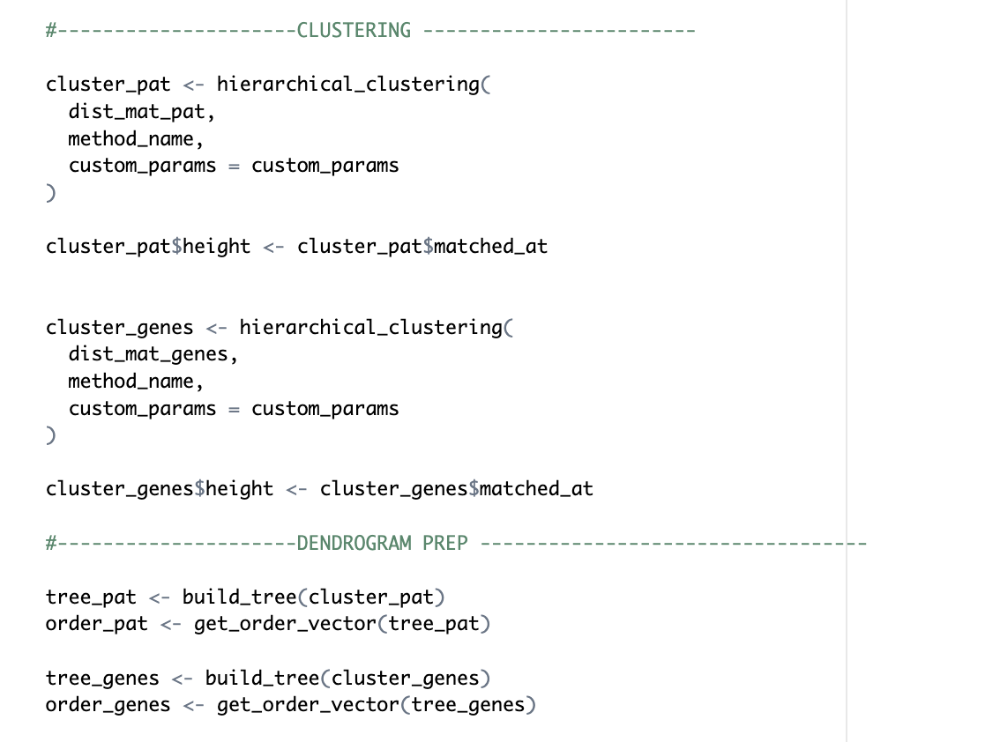 #---------------------CLUSTERING ------------------------
cluster_pat <- hierarchical_clustering(
  dist_mat_pat,
  method_name,
  custom_params = custom_params
)
cluster_pat$height <- cluster_pat$matched_at
cluster_genes <- hierarchical_clustering(
  dist_mat_genes,
  method_name,
  custom_params = custom_params
)
cluster_genes$height <- cluster_genes$matched_at
#---------------------DENDROGRAM PREP ----------------------------------
tree_pat <- build_tree(cluster_pat)
order_pat <- get_order_vector(tree_pat)
tree_genes <- build_tree(cluster_genes)
order_genes <- get_order_vector(tree_genes)